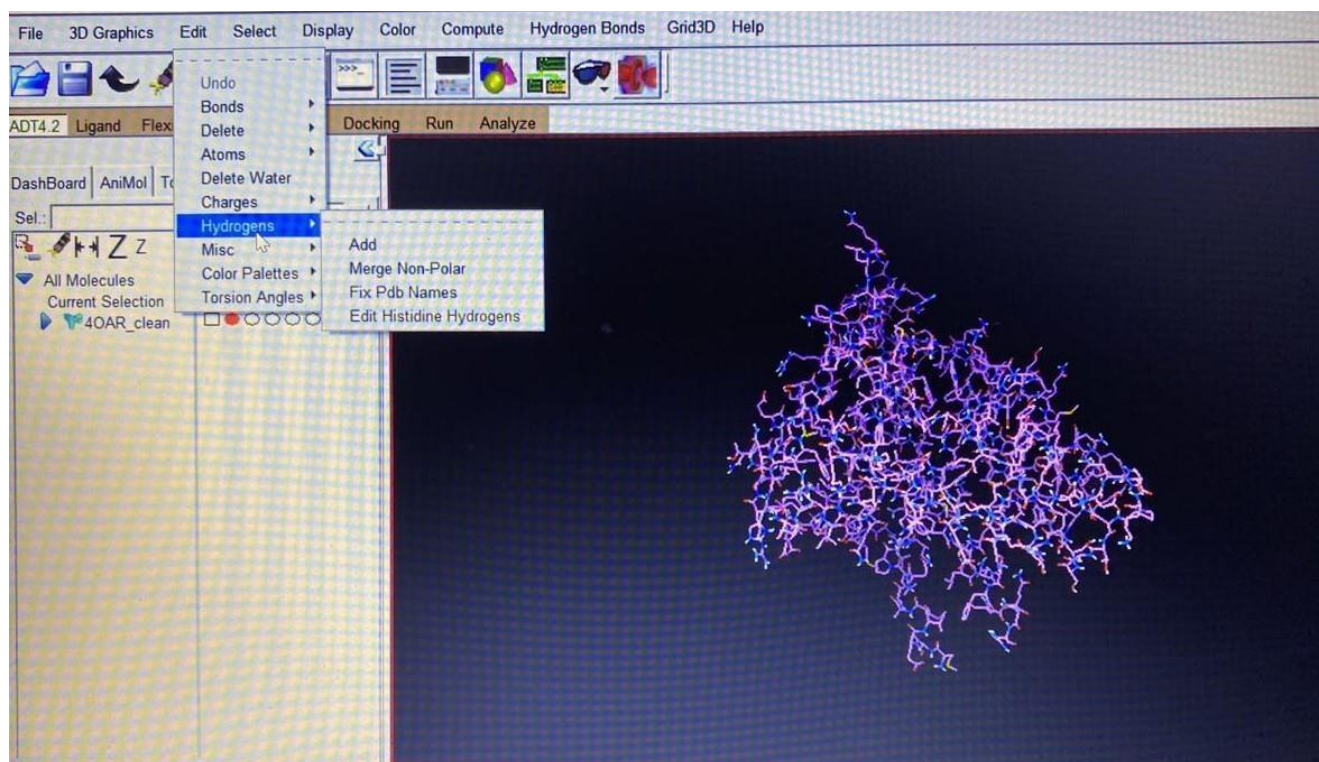 File 3D Graphics Edit Select Display Color Compute Hydrogen Bonds Grid3D Help
>>>_
ADT4.2 Ligand Docking Run Analyze
DashBoard AniMol
Sel.:
Z Z
All Molecules
Current Selection
4OAR_clean
Undo
Bonds
Delete
Atoms
Delete Water
Charges
Hydrogens
Misc
Color Palettes
Torsion Angles
Add
Merge Non-Polar
Fix Pdb Names
Edit Histidine Hydrogens